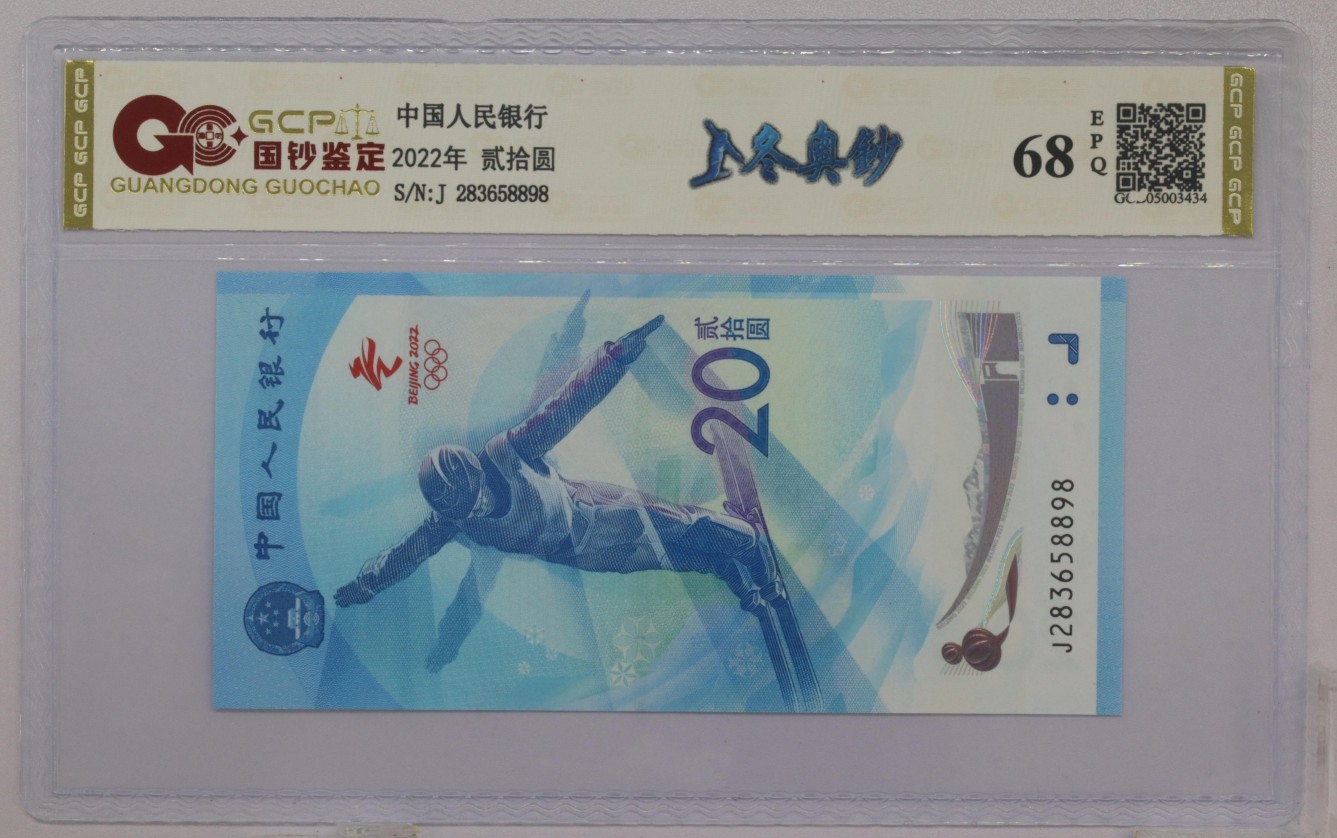 GCP GCP GCP
GCP
国钞鉴定
GUANGDONG GUOCHAO
中国人民银行
2022年 贰拾圆
S/N:J 283658898
冬奥钞
68
EPQ
05003434
GCP GCP GCP
中国人民银行
BEIJING 2022
贰拾圆
20
J283658898